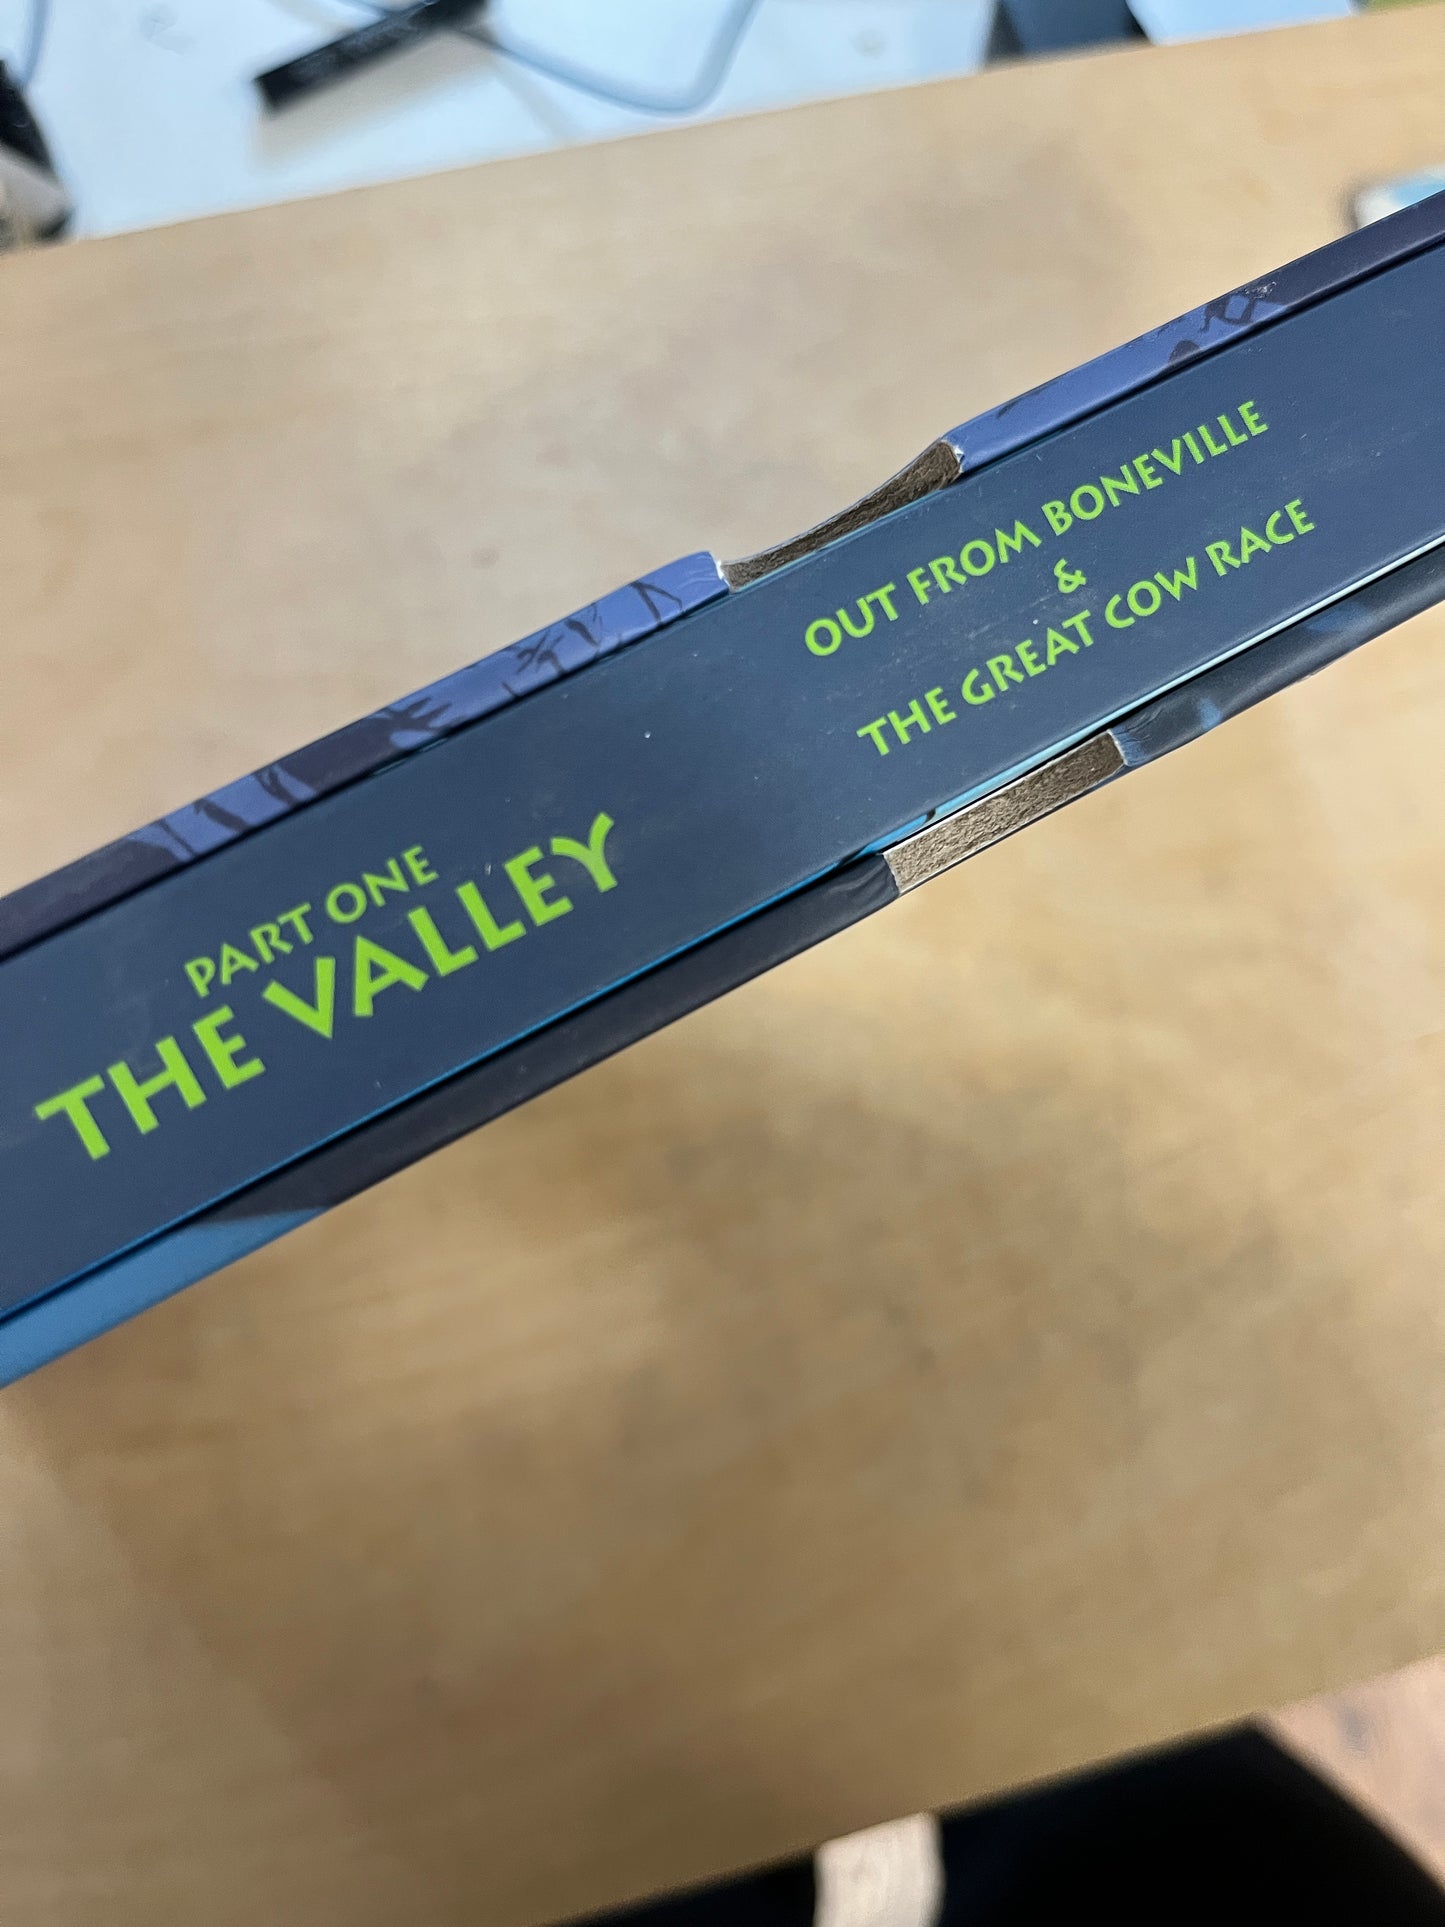 PART ONE
THE VALLEY
OUT FROM BONEVILLE
&
THE GREAT COW RACE